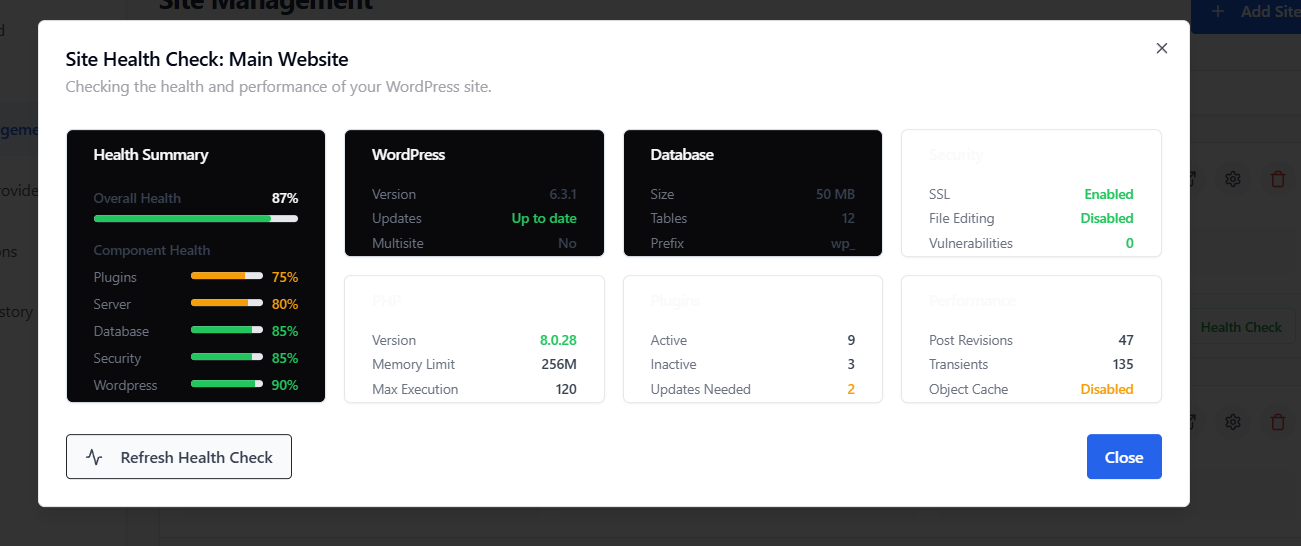 Site Management
Add Site
Site Health Check: Main Website
Checking the health and performance of your WordPress site.
Health Summary
Overall Health 87%
Component Health
Plugins 75%
Server 80%
Database 85%
Security 85%
Wordpress 90%
WordPress
Version 6.3.1
Updates Up to date
Multisite No
Database
Size 50 MB
Tables 12
Prefix wp_
Security
SSL Enabled
File Editing Disabled
Vulnerabilities 0
PHP
Version 8.0.28
Memory Limit 256M
Max Execution 120
Plugins
Active 9
Inactive 3
Updates Needed 2
Performance
Post Revisions 47
Transients 135
Object Cache Disabled
Health Check
Refresh Health Check
Close